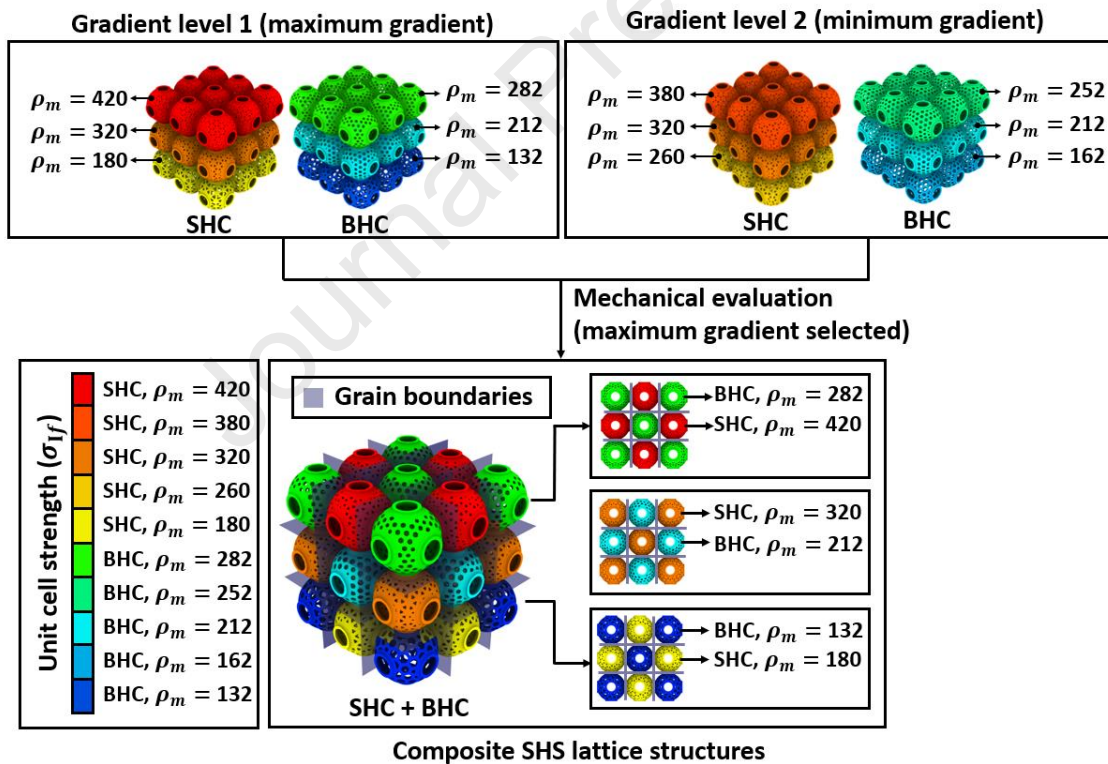 Gradient level 1 (maximum gradient)
ρₘ = 420
ρₘ = 320
ρₘ = 180
SHC
ρₘ = 282
ρₘ = 212
ρₘ = 132
BHC
Gradient level 2 (minimum gradient)
ρₘ = 380
ρₘ = 320
ρₘ = 260
SHC
ρₘ = 252
ρₘ = 212
ρₘ = 162
BHC
Journal Pre
Mechanical evaluation
(maximum gradient selected)
Unit cell strength (σ_If)
SHC, ρₘ = 420
SHC, ρₘ = 380
SHC, ρₘ = 320
SHC, ρₘ = 260
SHC, ρₘ = 180
BHC, ρₘ = 282
BHC, ρₘ = 252
BHC, ρₘ = 212
BHC, ρₘ = 162
BHC, ρₘ = 132
Grain boundaries
SHC + BHC
BHC, ρₘ = 282
SHC, ρₘ = 420
SHC, ρₘ = 320
BHC, ρₘ = 212
BHC, ρₘ = 132
SHC, ρₘ = 180
Composite SHS lattice structures